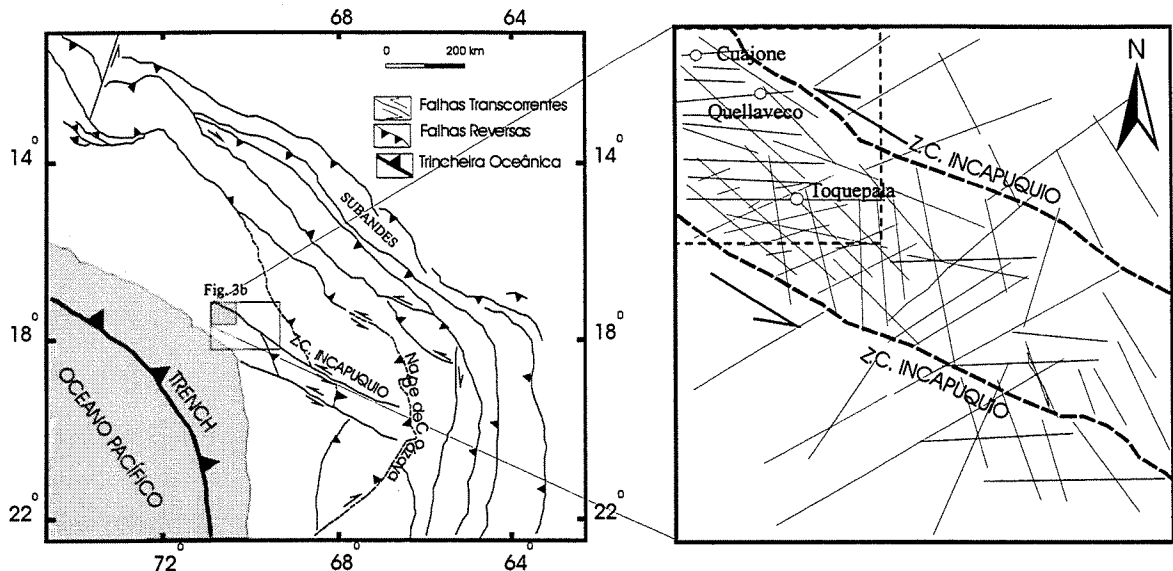 68
64
0 200 km
Falhas Transcorrentes
Falhas Reversas
Trincheira Oceânica
14°
SUBANDES
Fig. 3b
18°
Z.C. INCAPUQUIO
TRENCH
OCEANO PACÍFICO
22°
72°
68°
64°
14°
18°
22°
N
Cuajone
Quellaveco
Toquepala
Z.C. INCAPUQUIO
Z.C. INCAPUQUIO